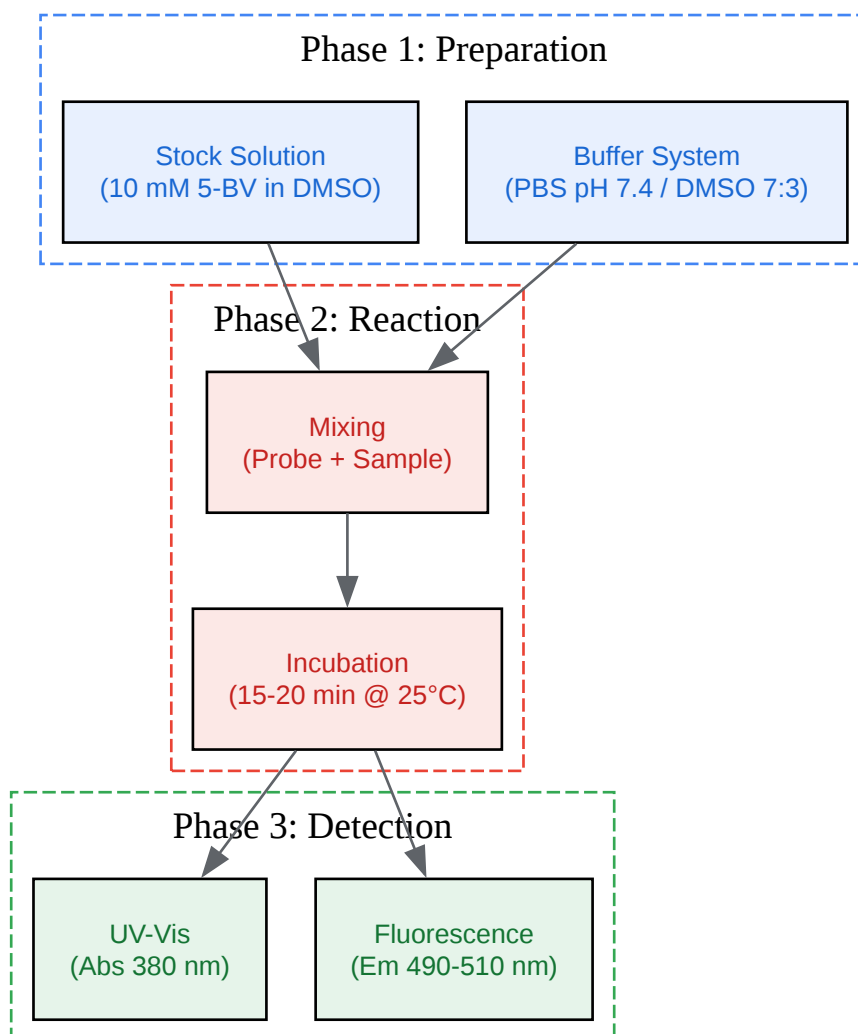 Phase 1: Preparation
Stock Solution
(10 mM 5-BV in DMSO)
Buffer System
(PBS pH 7.4 / DMSO 7:3)
Phase 2: Reaction
Mixing
(Probe + Sample)
Incubation
(15-20 min @ 25°C)
Phase 3: Detection
UV-Vis
(Abs 380 nm)
Fluorescence
(Em 490-510 nm)